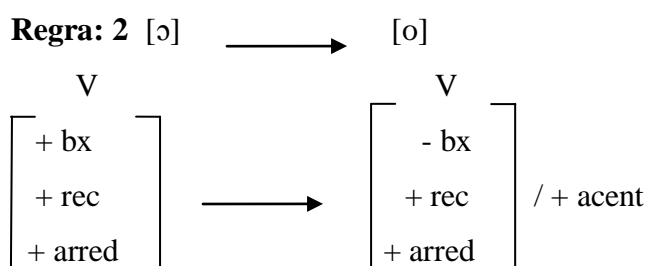 Regra: 2 [ɔ] [o]
V V
+ bx - bx
+ rec + rec / + acent
+ arred + arred